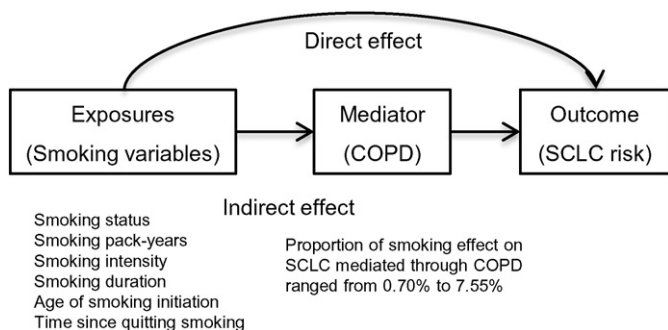 Direct effect
Exposures
(Smoking variables)
Mediator
(COPD)
Outcome
(SCLC risk)
Indirect effect
Smoking status
Smoking pack-years
Smoking intensity
Smoking duration
Age of smoking initiation
Time since quitting smoking
Proportion of smoking effect on
SCLC mediated through COPD
ranged from 0.70% to 7.55%